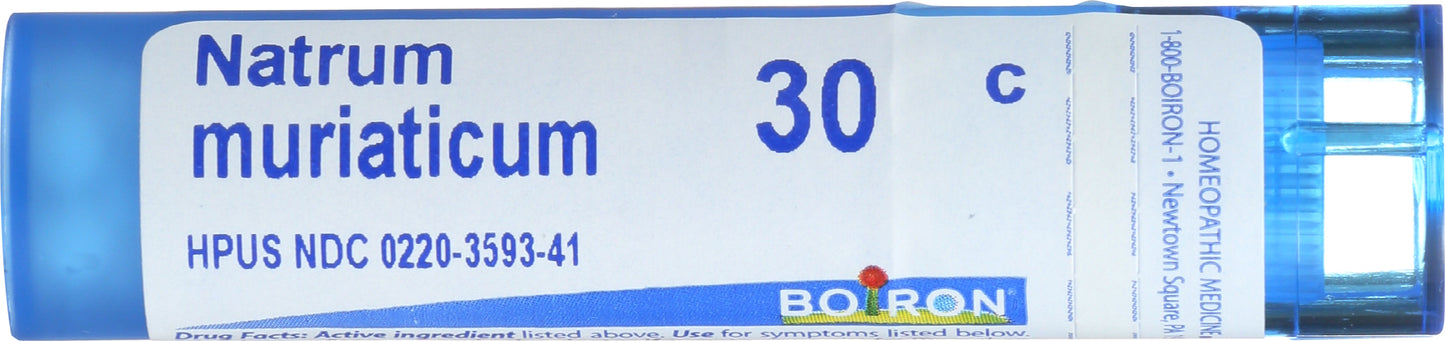 Natrum
muriaticum
30 C
HPUS NDC 0220-3593-41
BOIRON
Drug Facts: Active ingredient listed above. Use for symptoms listed below.
HOMEOPATHIC MEDICINE
1-800-BOIRON-1 • Newtown Square, PA